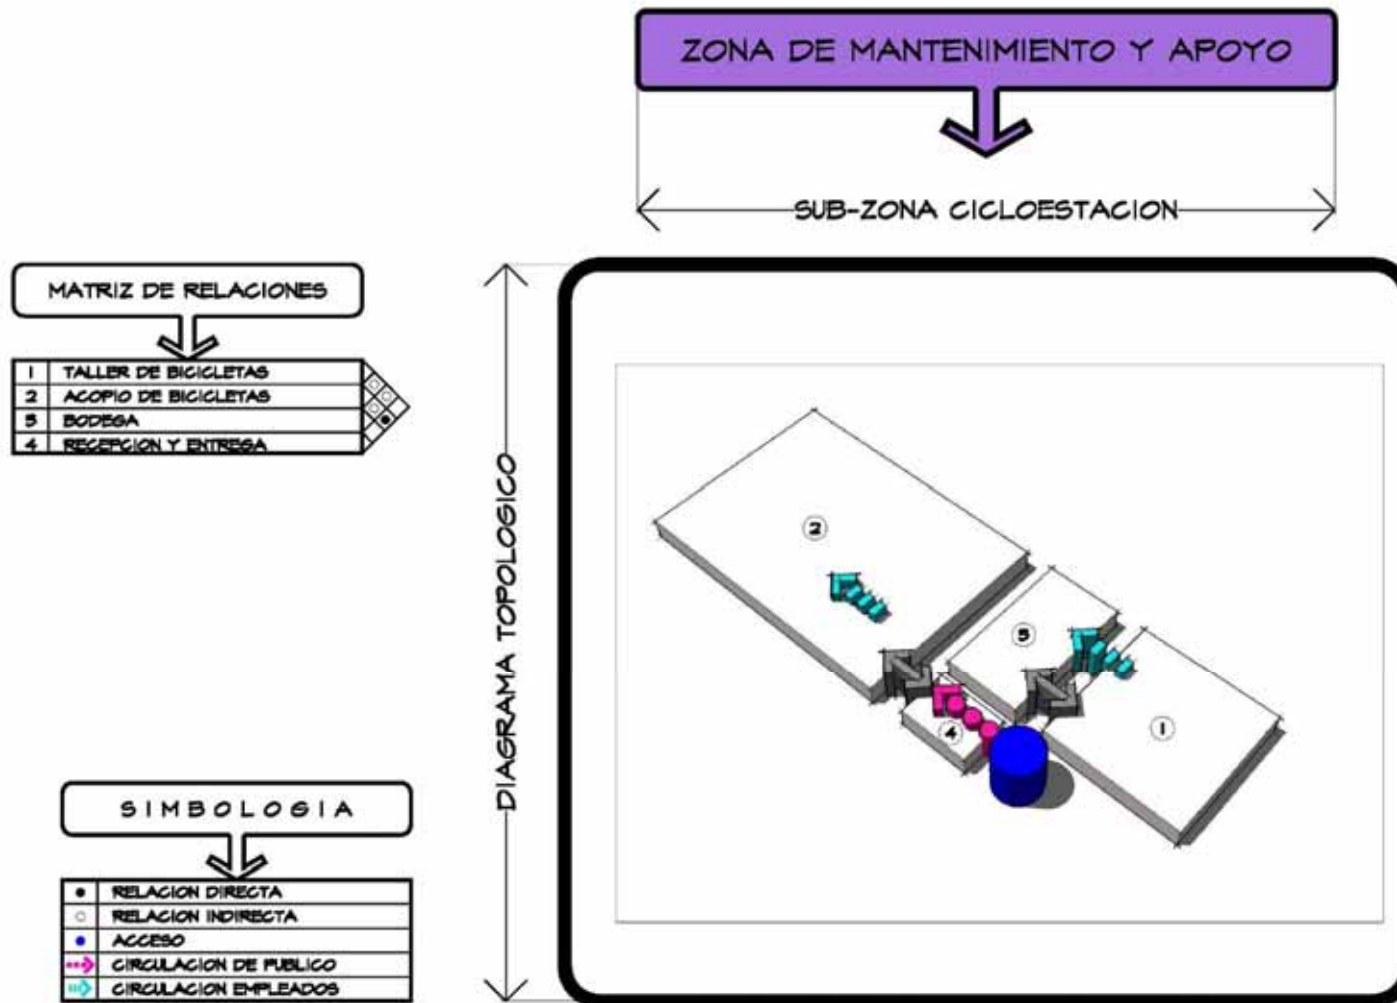 ZONA DE MANTENIMIENTO Y APOYO
SUB-ZONA CICLOESTACION
MATRIZ DE RELACIONES
1 TALLER DE BICICLETAS
2 ACOPIO DE BICICLETAS
3 BODEGA
4 RECEPCION Y ENTREGA
DIAGRAMA TOPOLOGICO
2
3
4
1
SIMBOLOGIA
RELACION DIRECTA
RELACION INDIRECTA
ACCESO
CIRCULACION DE PUBLICO
CIRCULACION EMPLEADOS